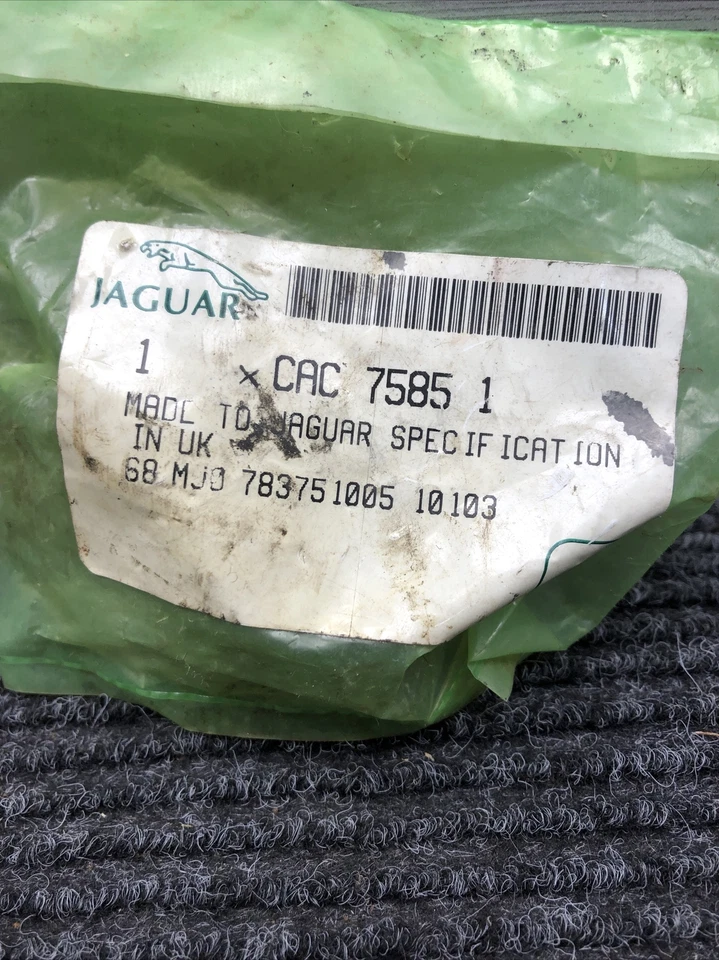 JAGUAR
1 x CAC 7585 1
MADE TO JAGUAR SPECIFICATION
IN UK
68 MJO 783751005 10103